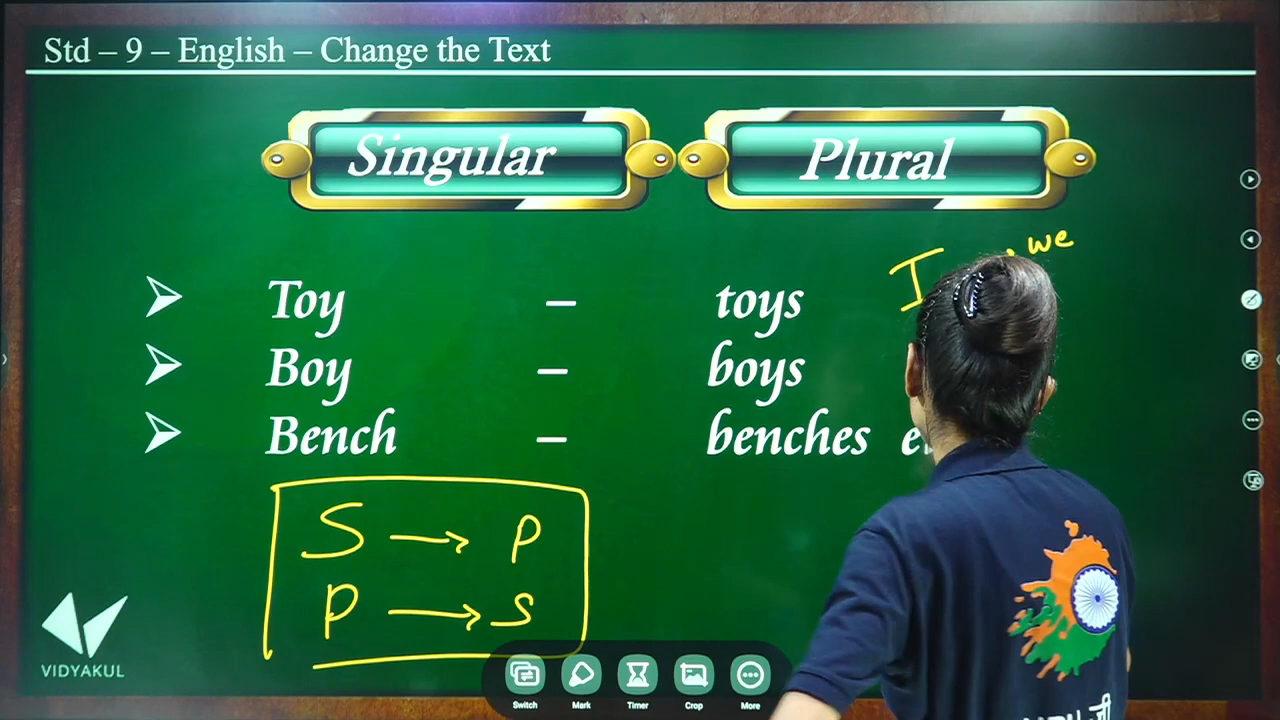 Std – 9 – English – Change the Text
Singular Plural
I we
Toy – toys
Boy – boys
Bench – benches
S → P
P → S
VIDYAKUL
Switch Mark Timer Crop More